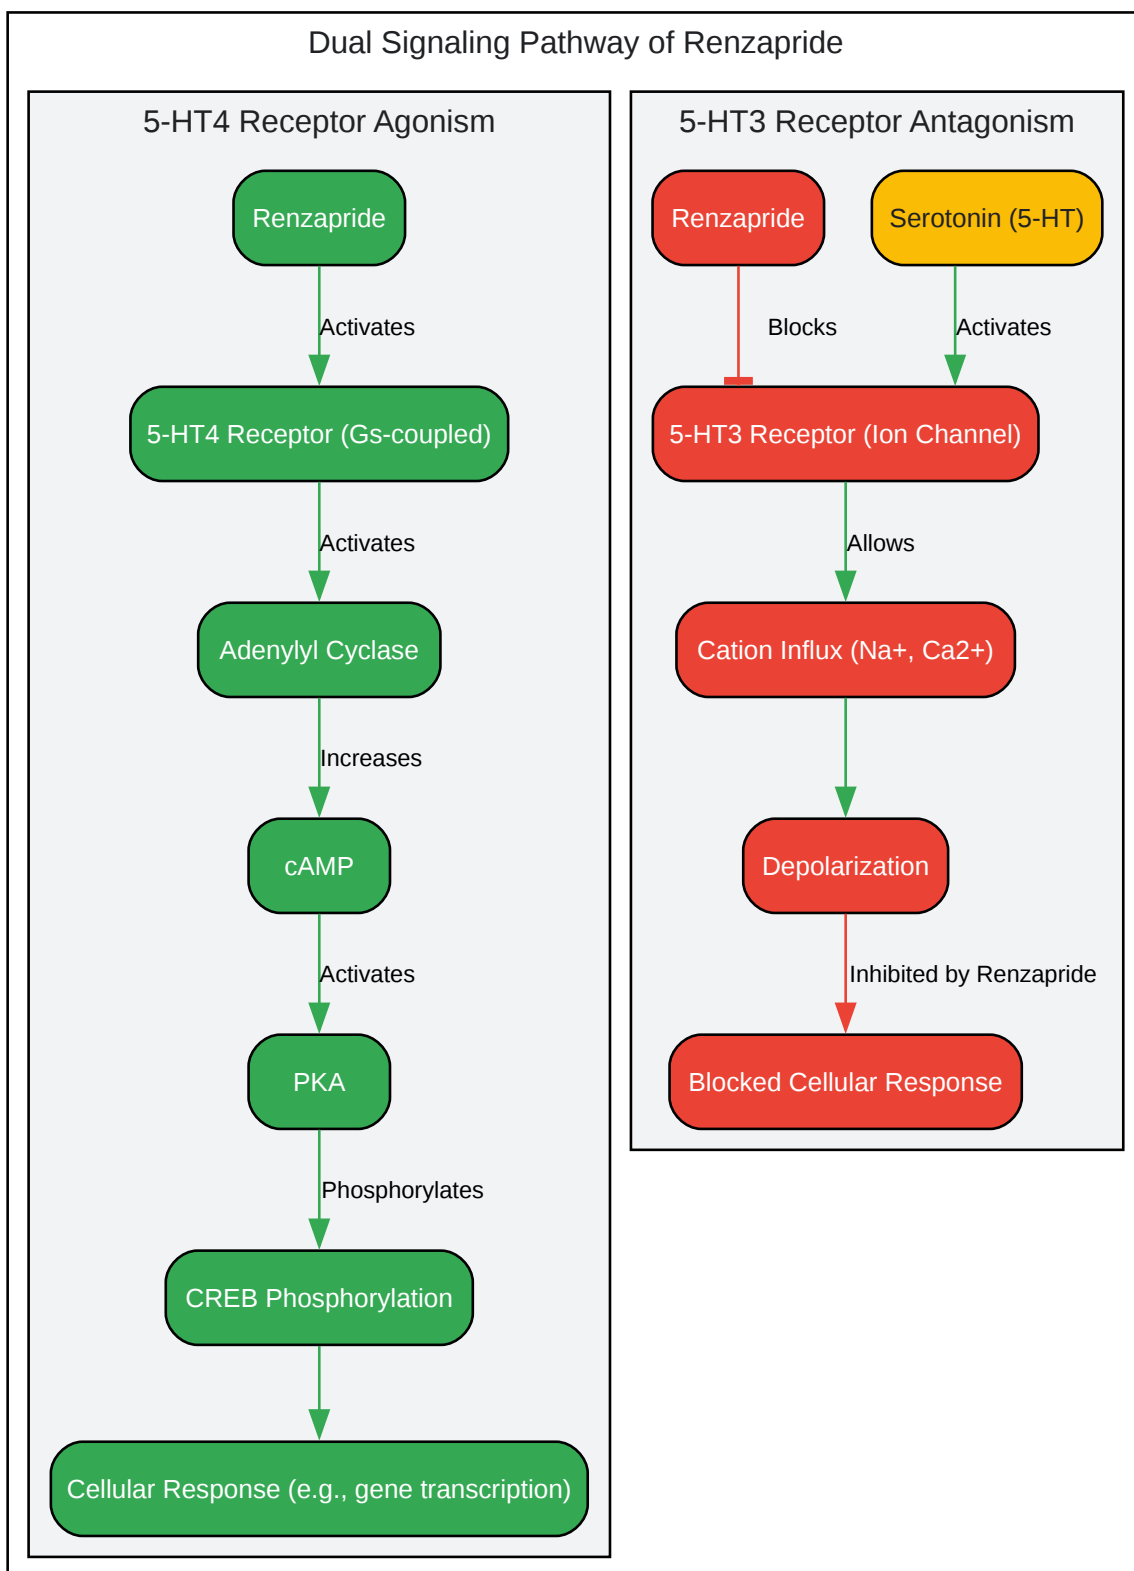 Dual Signaling Pathway of Renzapride
5-HT4 Receptor Agonism
Renzapride
Activates
5-HT4 Receptor (Gs-coupled)
Activates
Adenylyl Cyclase
Increases
cAMP
Activates
PKA
Phosphorylates
CREB Phosphorylation
Cellular Response (e.g., gene transcription)
5-HT3 Receptor Antagonism
Renzapride
Serotonin (5-HT)
Blocks
Activates
5-HT3 Receptor (Ion Channel)
Allows
Cation Influx (Na+, Ca2+)
Depolarization
Inhibited by Renzapride
Blocked Cellular Response